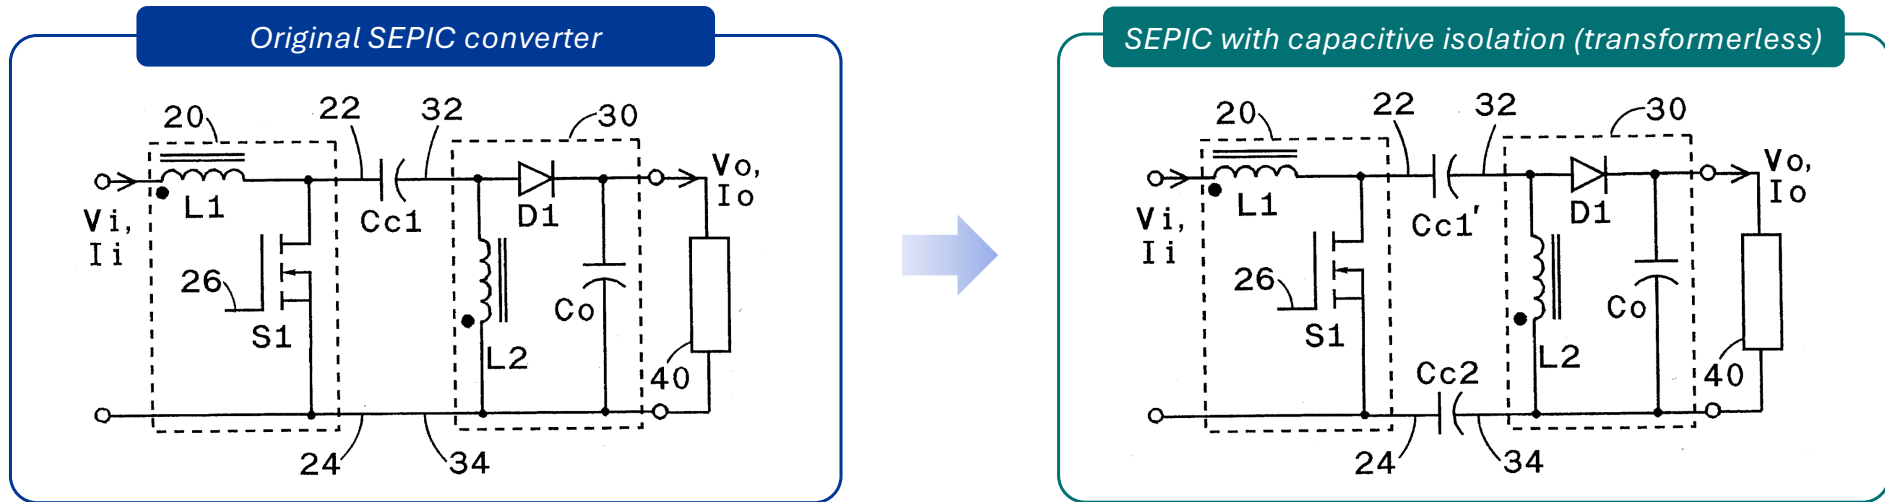 Original SEPIC converter
20
22
32
30
Vi,
Ii
L1
Cc1
D1
Vo,
Io
26
S1
L2
Co
40
24
34
SEPIC with capacitive isolation (transformerless)
20
22
32
30
Vi,
Ii
L1
Cc1'
D1
Vo,
Io
26
S1
L2
Co
40
Cc2
24
34